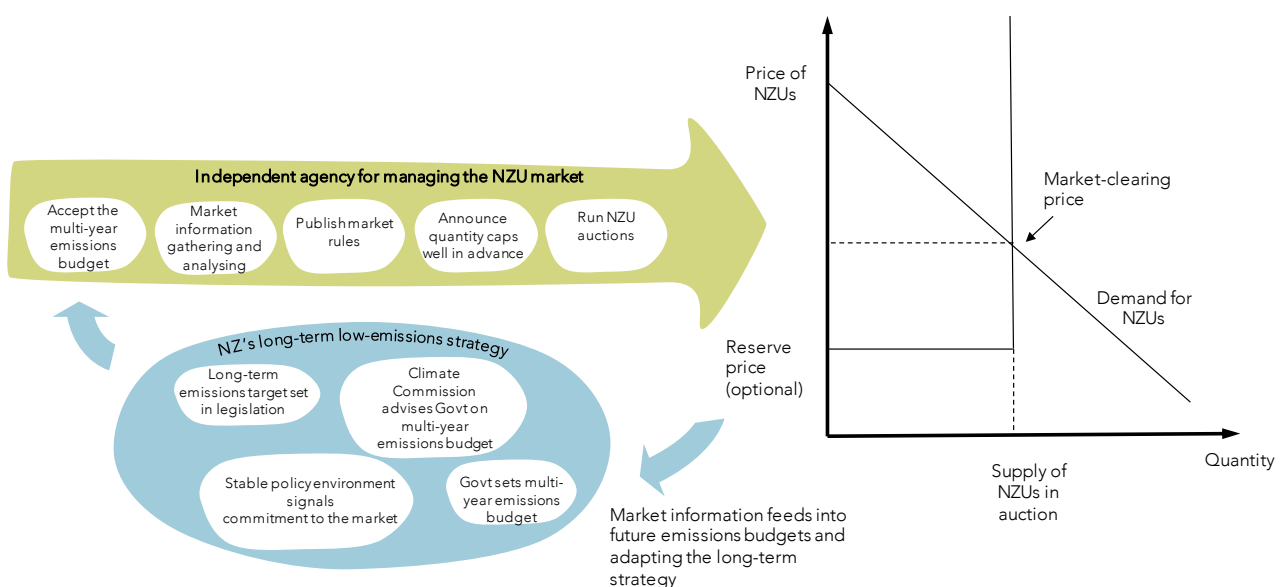 Independent agency for managing the NZU market
Accept the
multi-year
emissions
budget
Market
information
gathering and
analysing
Publish market
rules
Announce
quantity caps
well in advance
Run NZU
auctions
NZ's long-term low-emissions strategy
Long-term
emissions target set
in legislation
Climate
Commission
advises Govt on
multi-year
emissions budget
Stable policy environment
signals
commitment to the market
Govt sets multi-
year emissions
budget
Market information feeds into
future emissions budgets and
adapting the long-term
strategy
Price of
NZUs
Market-clearing
price
Demand for
NZUs
Reserve
price
(optional)
Quantity
Supply of
NZUs in
auction